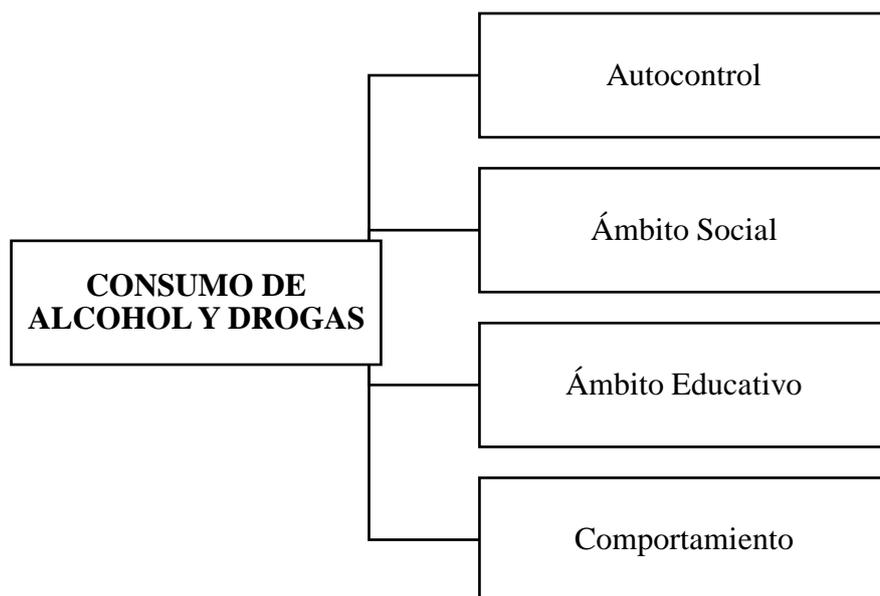 Autocontrol
Ámbito Social
CONSUMO DE
ALCOHOL Y DROGAS
Ámbito Educativo
Comportamiento